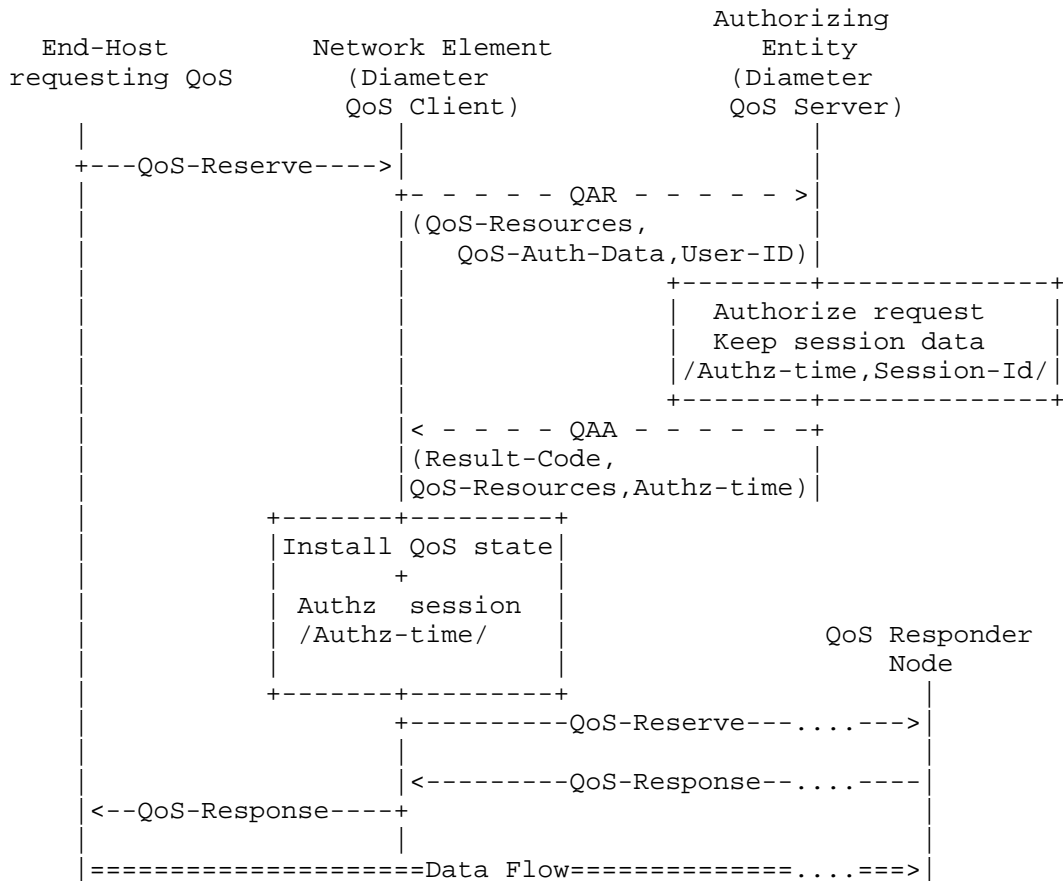 Authorizing
End-Host Network Element Entity
requesting QoS (Diameter (Diameter
QoS Client) QoS Server)
QoS-Reserve
QAR
(QoS-Resources,
QoS-Auth-Data,User-ID)
Authorize request
Keep session data
/Authz-time,Session-Id/
QAA
(Result-Code,
QoS-Resources,Authz-time)
Install QoS state
+
Authz session
/Authz-time/ QoS Responder
Node
QoS-Reserve
QoS-Response
QoS-Response
Data Flow